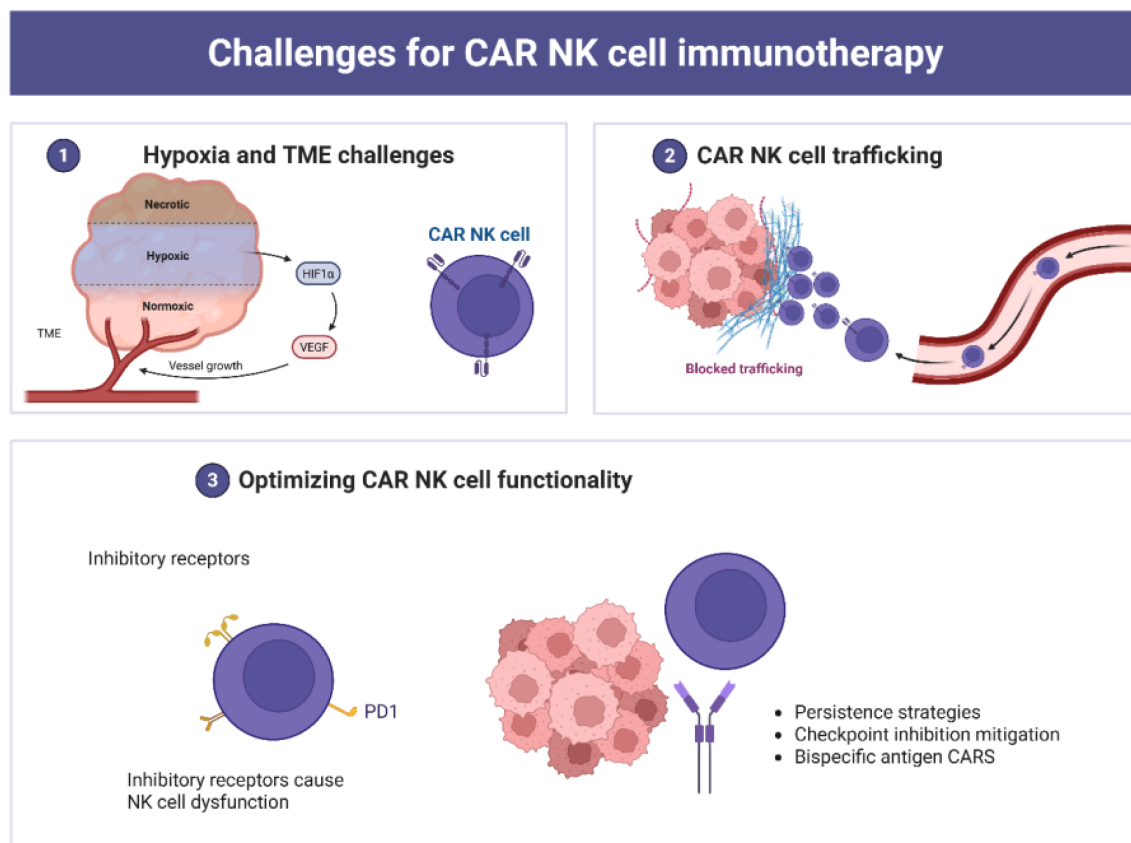 Challenges for CAR NK cell immunotherapy
1
Hypoxia and TME challenges
Necrotic
Hypoxic
Normoxic
TME
HIF1α
VEGF
Vessel growth
CAR NK cell
2
CAR NK cell trafficking
Blocked trafficking
3
Optimizing CAR NK cell functionality
Inhibitory receptors
PD1
Inhibitory receptors cause
NK cell dysfunction
• Persistence strategies
• Checkpoint inhibition mitigation
• Bispecific antigen CARS